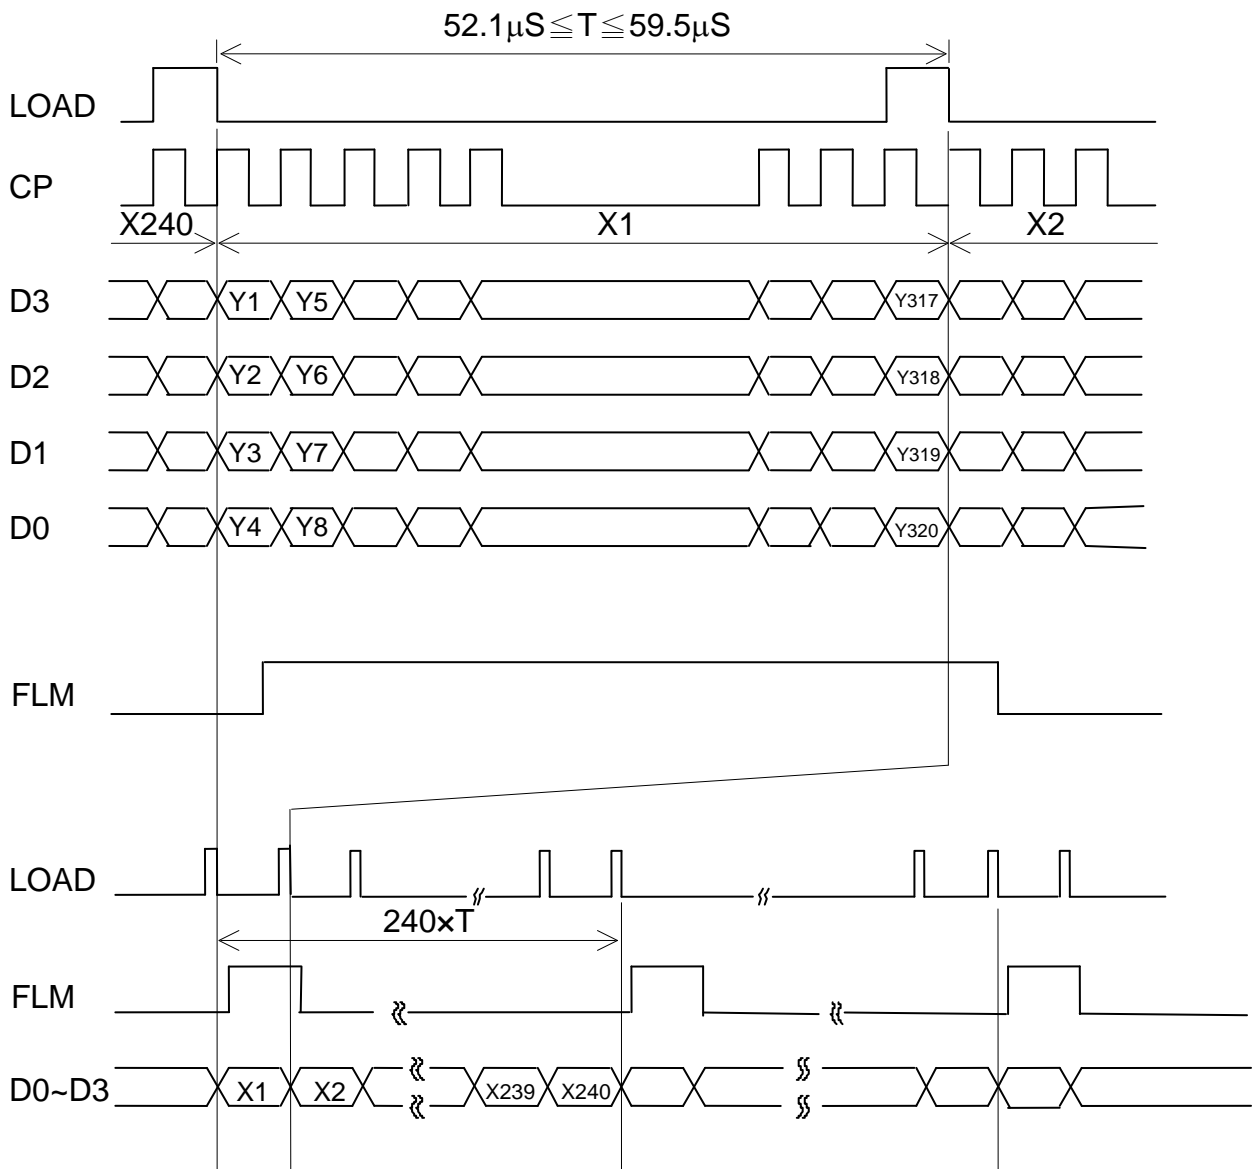 52.1μS≦T≦59.5μS
LOAD
CP
X240 X1 X2
D3 Y1 Y5 Y317
D2 Y2 Y6 Y318
D1 Y3 Y7 Y319
D0 Y4 Y8 Y320
FLM
LOAD
240×T
FLM
D0~D3 X1 X2 X239 X240